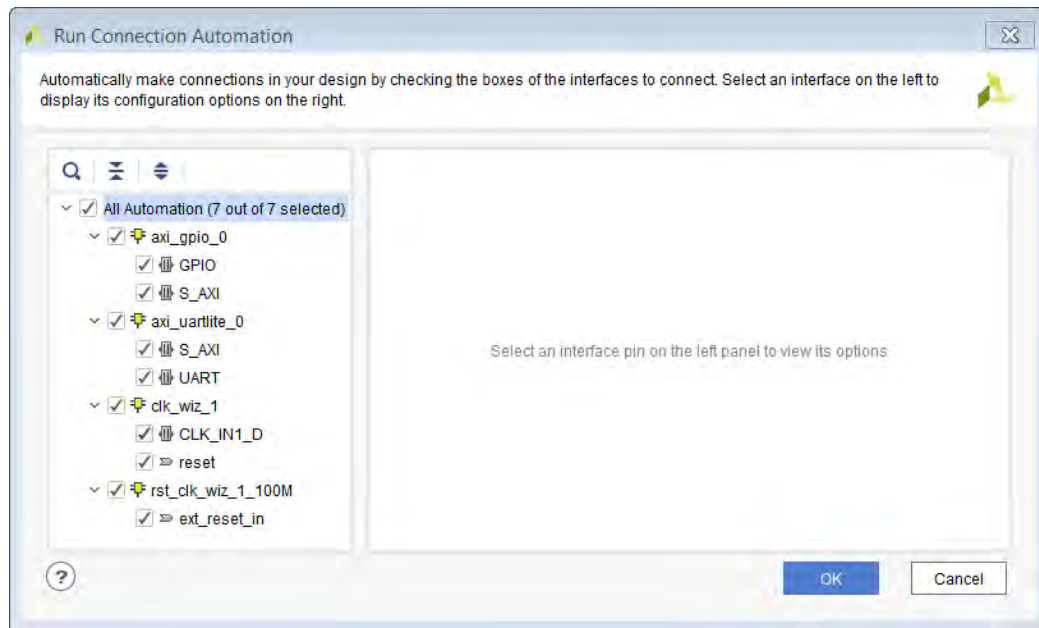 Run Connection Automation
Automatically make connections in your design by checking the boxes of the interfaces to connect. Select an interface on the left to
display its configuration options on the right.
All Automation (7 out of 7 selected)
axi_gpio_0
GPIO
S_AXI
axi_uartlite_0
S_AXI
UART
clk_wiz_1
CLK_IN1_D
reset
rst_clk_wiz_1_100M
ext_reset_in
Select an interface pin on the left panel to view its options
?
OK
Cancel